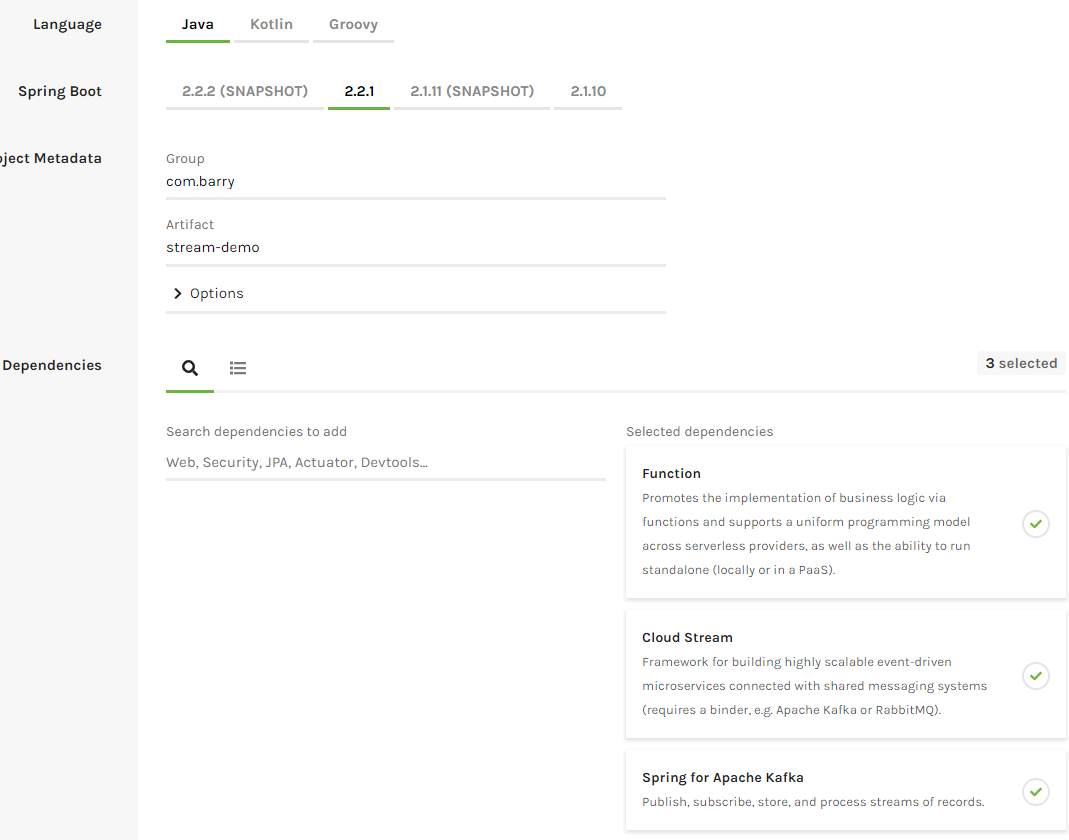 Language
Java Kotlin Groovy
Spring Boot
2.2.2 (SNAPSHOT) 2.2.1 2.1.11 (SNAPSHOT) 2.1.10
oject Metadata
Group
com.barry
Artifact
stream-demo
Options
Dependencies
3 selected
Search dependencies to add
Web, Security, JPA, Actuator, Devtools...
Selected dependencies
Function
Promotes the implementation of business logic via
functions and supports a uniform programming model
across serverless providers, as well as the ability to run
standalone (locally or in a PaaS).
Cloud Stream
Framework for building highly scalable event-driven
microservices connected with shared messaging systems
(requires a binder, e.g. Apache Kafka or RabbitMQ).
Spring for Apache Kafka
Publish, subscribe, store, and process streams of records.